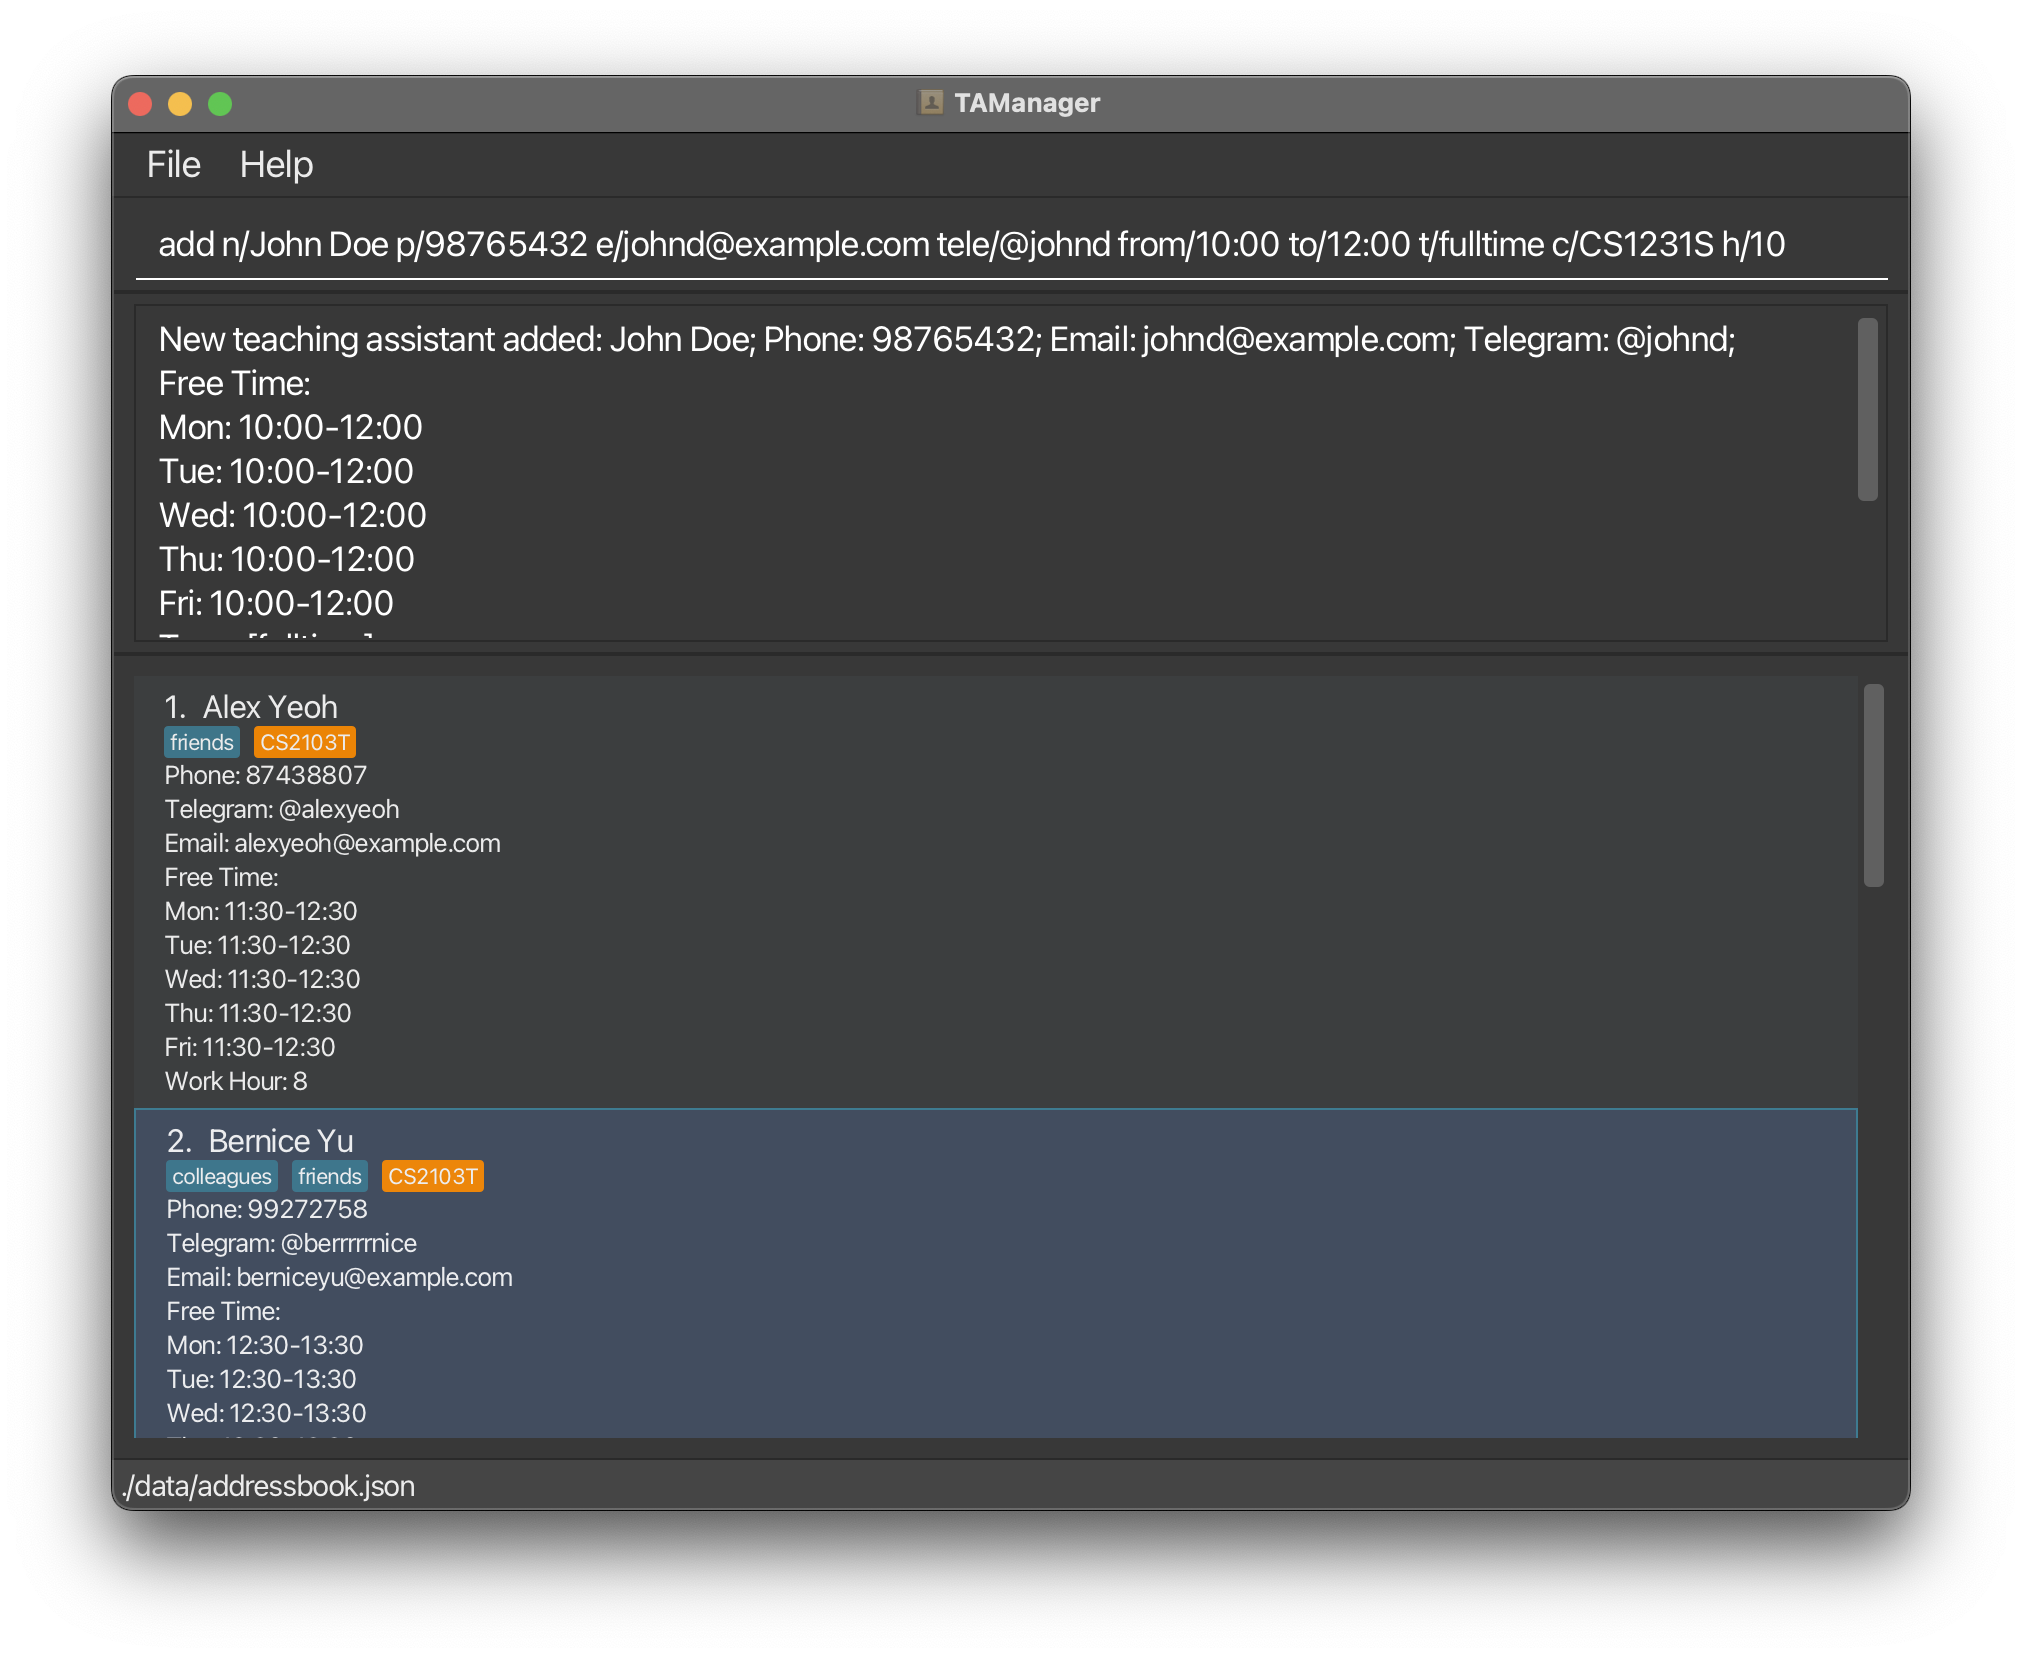 TAManager
File Help
add n/John Doe p/98765432 e/johnd@example.com tele/@johnd from/10:00 to/12:00 t/fulltime c/CS1231S h/10
New teaching assistant added: John Doe; Phone: 98765432; Email: johnd@example.com; Telegram: @johnd;
Free Time:
Mon: 10:00-12:00
Tue: 10:00-12:00
Wed: 10:00-12:00
Thu: 10:00-12:00
Fri: 10:00-12:00
1. Alex Yeoh
friends CS2103T
Phone: 87438807
Telegram: @alexyeoh
Email: alexyeoh@example.com
Free Time:
Mon: 11:30-12:30
Tue: 11:30-12:30
Wed: 11:30-12:30
Thu: 11:30-12:30
Fri: 11:30-12:30
Work Hour: 8
2. Bernice Yu
colleagues friends CS2103T
Phone: 99272758
Telegram: @berrrrrnice
Email: berniceyu@example.com
Free Time:
Mon: 12:30-13:30
Tue: 12:30-13:30
Wed: 12:30-13:30
./data/addressbook.json